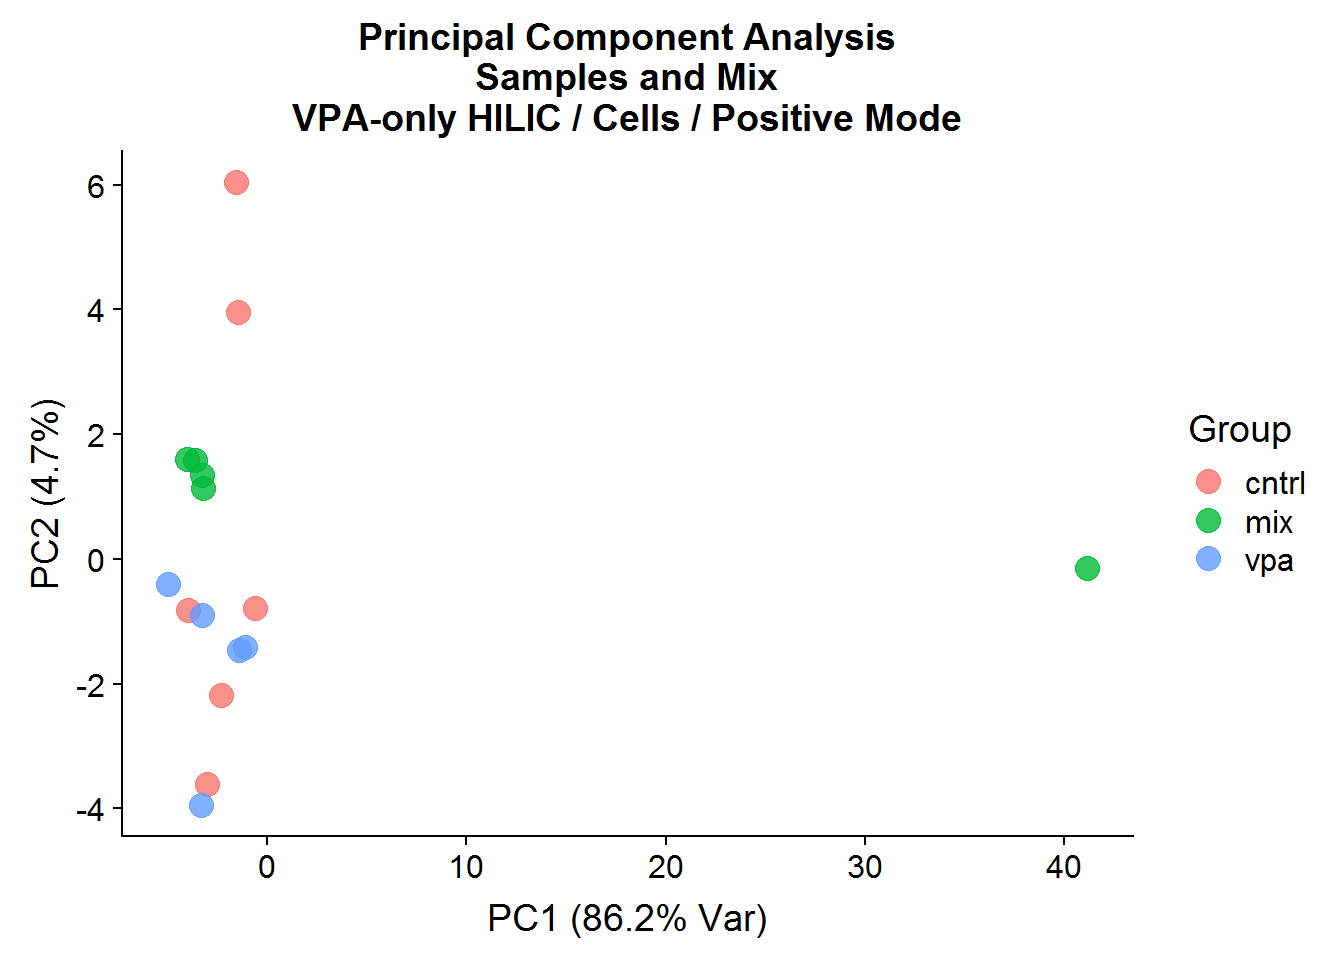 Principal Component Analysis
Samples and Mix
VPA-only HILIC / Cells / Positive Mode
6
4
2
0
-2
-4
PC2 (4.7%)
0
10
20
30
40
PC1 (86.2% Var)
Group
cntrl
mix
vpa